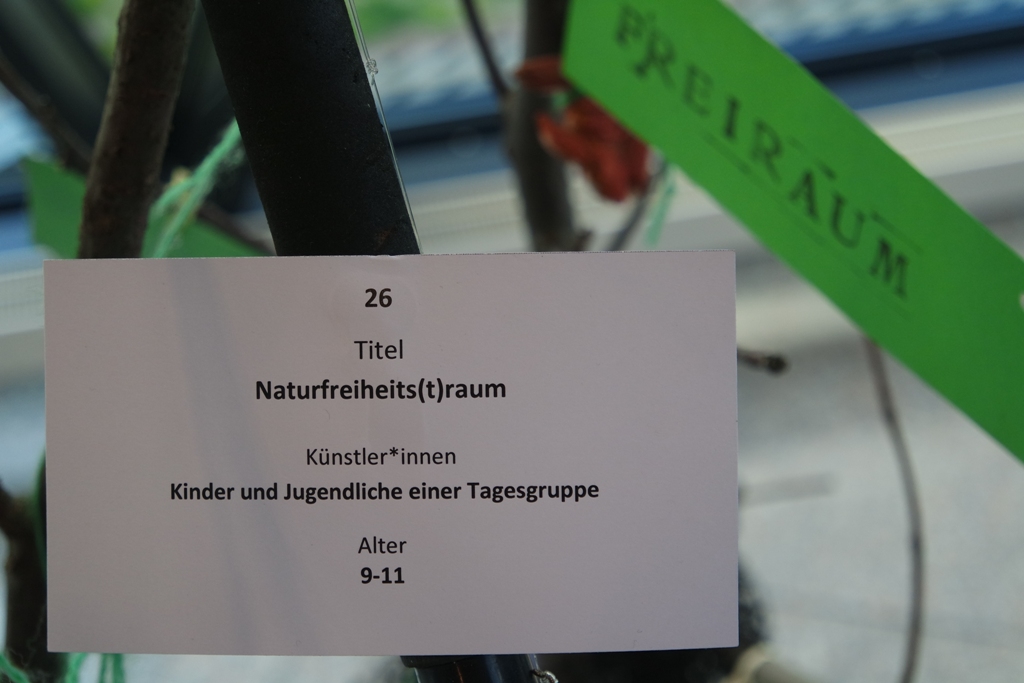 FREIRAUM
26
Titel
Naturfreiheits(t)raum
Künstler*innen
Kinder und Jugendliche einer Tagesgruppe
Alter
9-11